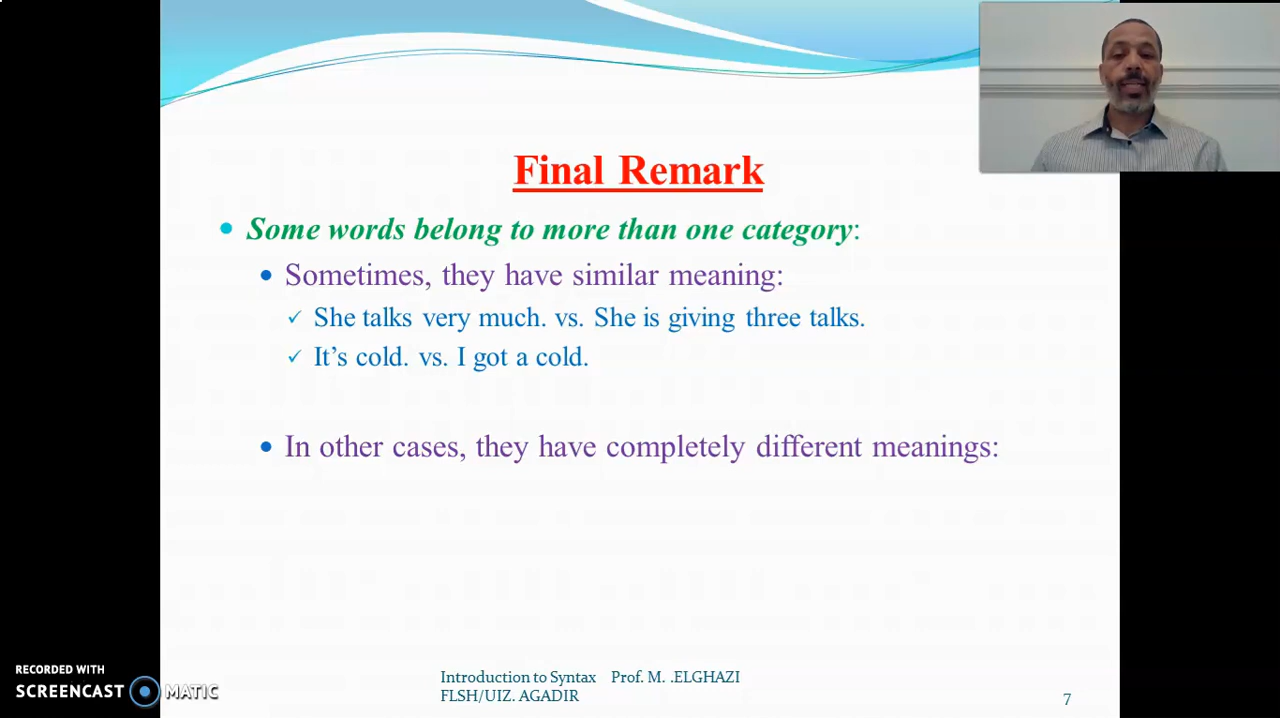 Final Remark
Some words belong to more than one category:
Sometimes, they have similar meaning:
She talks very much. vs. She is giving three talks.
It's cold. vs. I got a cold.
In other cases, they have completely different meanings:
RECORDED WITH
SCREENCAST MATIC
Introduction to Syntax Prof. M. .ELGHAZI
FLSH/UIZ. AGADIR
7